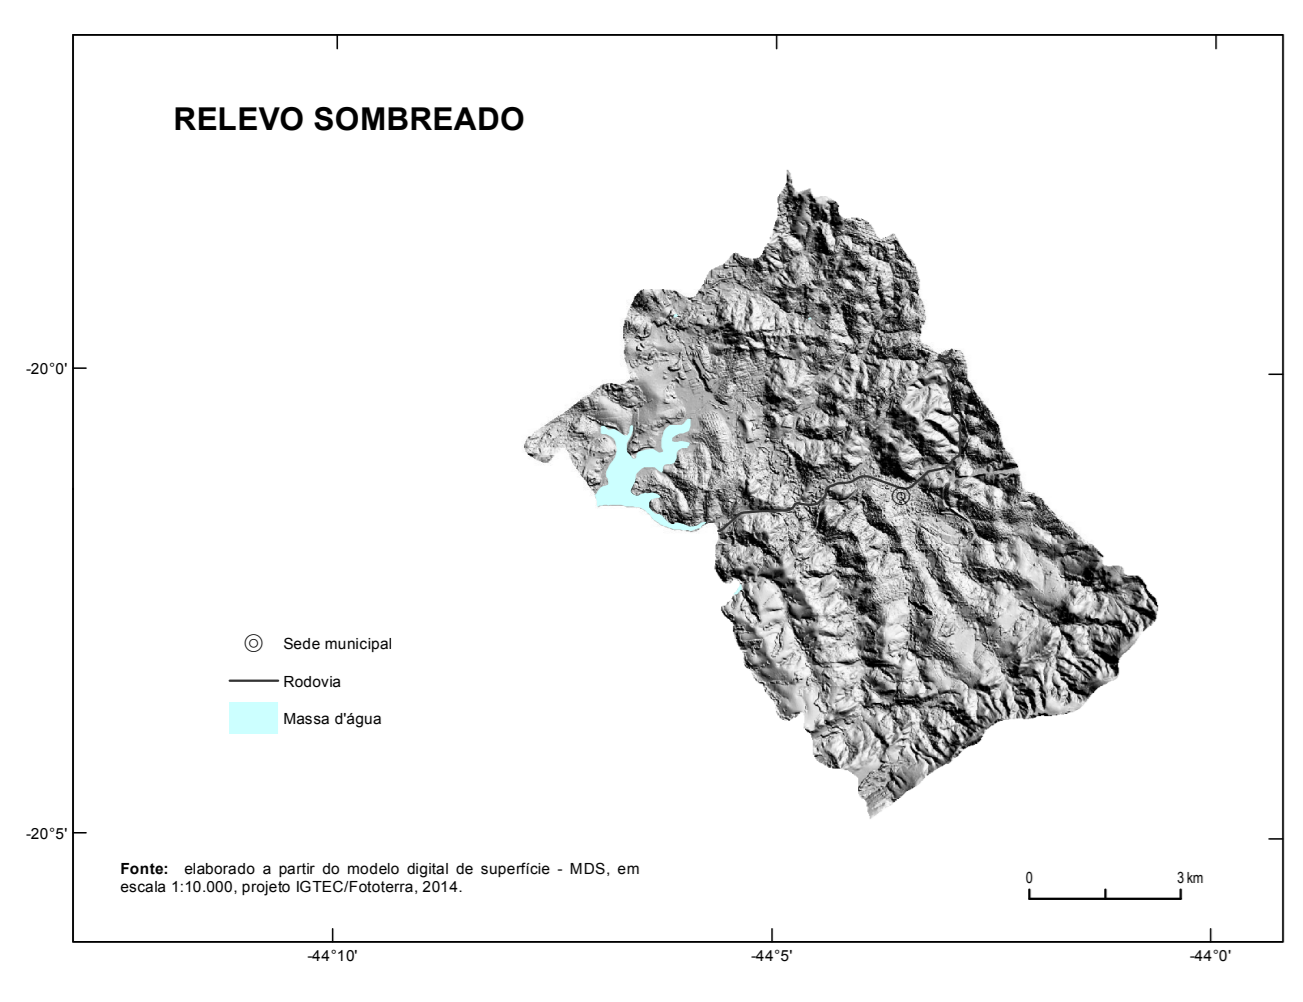 RELEVO SOMBREADO
-20°0'
Sede municipal
Rodovia
Massa d'água
-20°5'
Fonte: elaborado a partir do modelo digital de superfície - MDS, em
escala 1:10.000, projeto IGTEC/Fototerra, 2014.
0 3 km
-44°10' -44°5' -44°0'